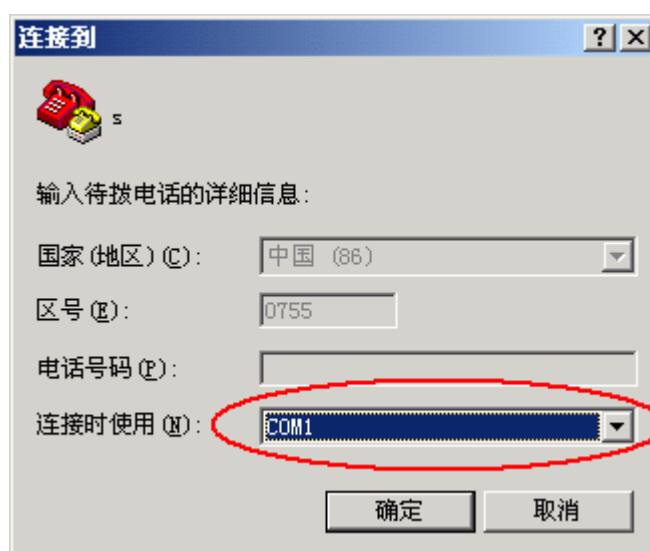 连接到
s
输入待拨电话的详细信息:
国家(地区)(C): 中国 (86)
区号(E): 0755
电话号码(P):
连接时使用(N): COM1
确定 取消